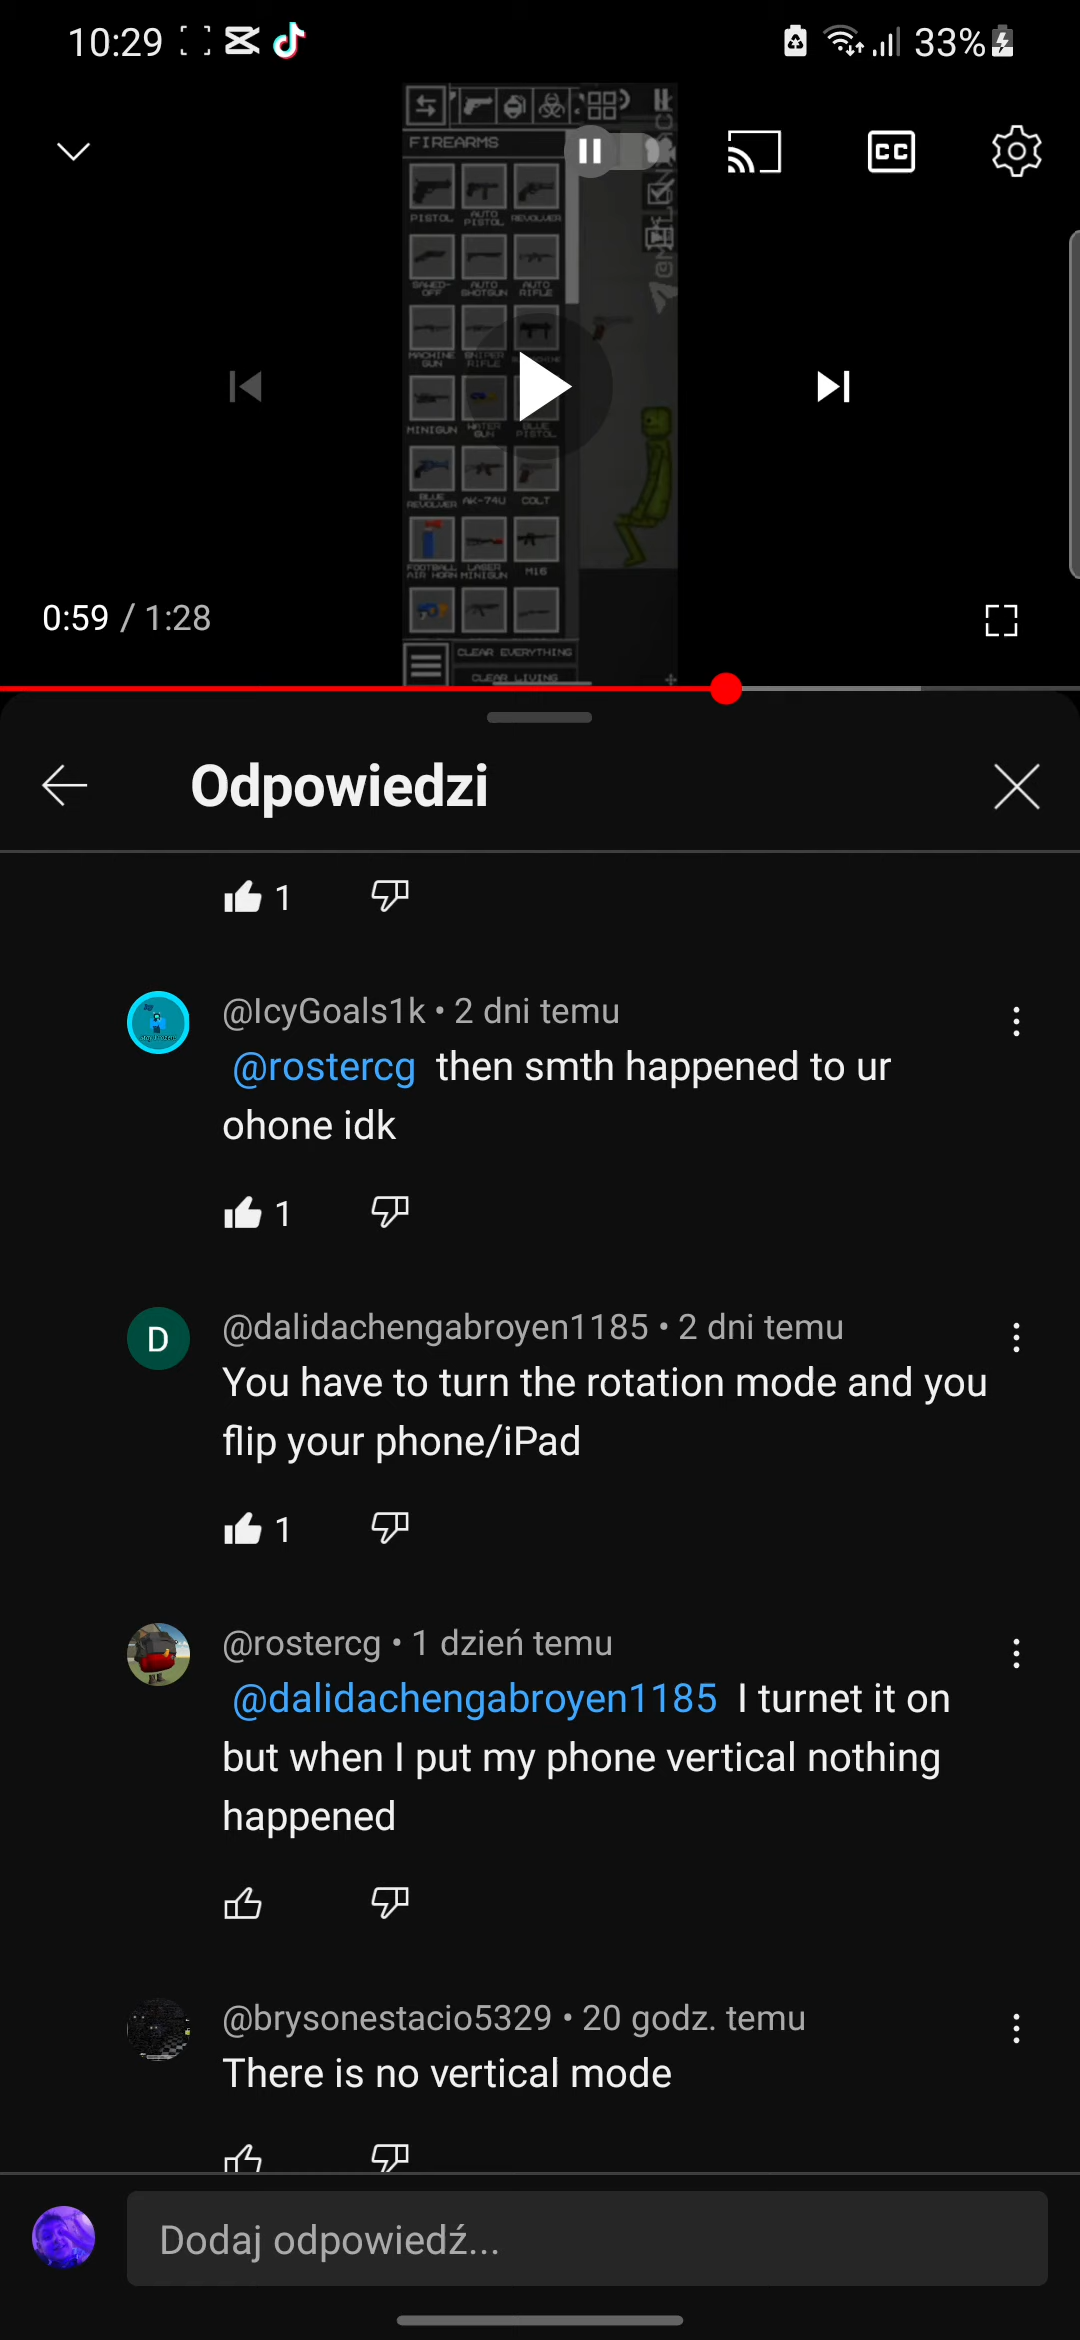 10:29
33%
FIREARMS
PISTOL
AUTO PISTOL
REVOLVER
SAWED-OFF
AUTO SHOTGUN
AUTO RIFLE
MACHINE GUN
SNIPER RIFLE
MINIGUN
WATER GUN
BLUE PISTOL
BLUE REVOLVER
AK-74U
COLT
FOOTBALL AIR HORN
LASER MINIGUN
M16
CLEAR EVERYTHING
CLEAR LIVING
CC
0:59 / 1:28
Odpowiedzi
1
@IcyGoals1k • 2 dni temu
@rostercg then smth happened to ur
ohone idk
1
D
@dalidachengabroyen1185 • 2 dni temu
You have to turn the rotation mode and you
flip your phone/iPad
1
@rostercg • 1 dzień temu
@dalidachengabroyen1185 I turnet it on
but when I put my phone vertical nothing
happened
@brysonestacio5329 • 20 godz. temu
There is no vertical mode
Dodaj odpowiedź...